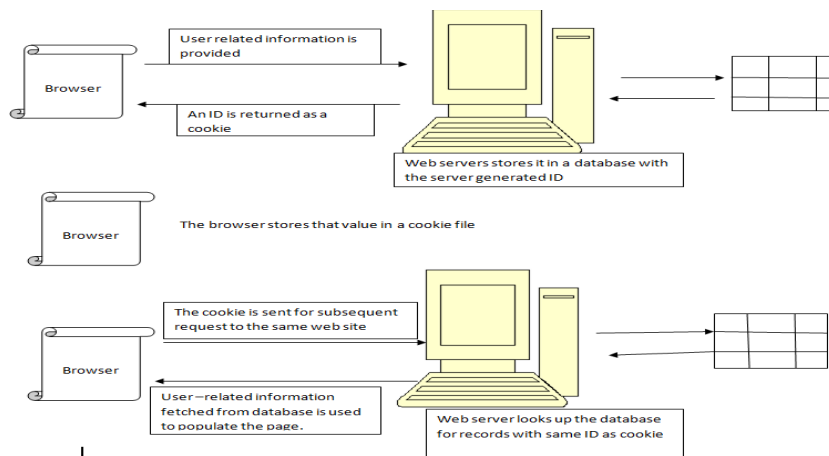 User related information is
provided
Browser
An ID is returned as a
cookie
Web servers stores it in a database with
the server generated ID
Browser
The browser stores that value in a cookie file
The cookie is sent for subsequent
request to the same web site
Browser
User –related information
fetched from database is used
to populate the page.
Web server looks up the database
for records with same ID as cookie